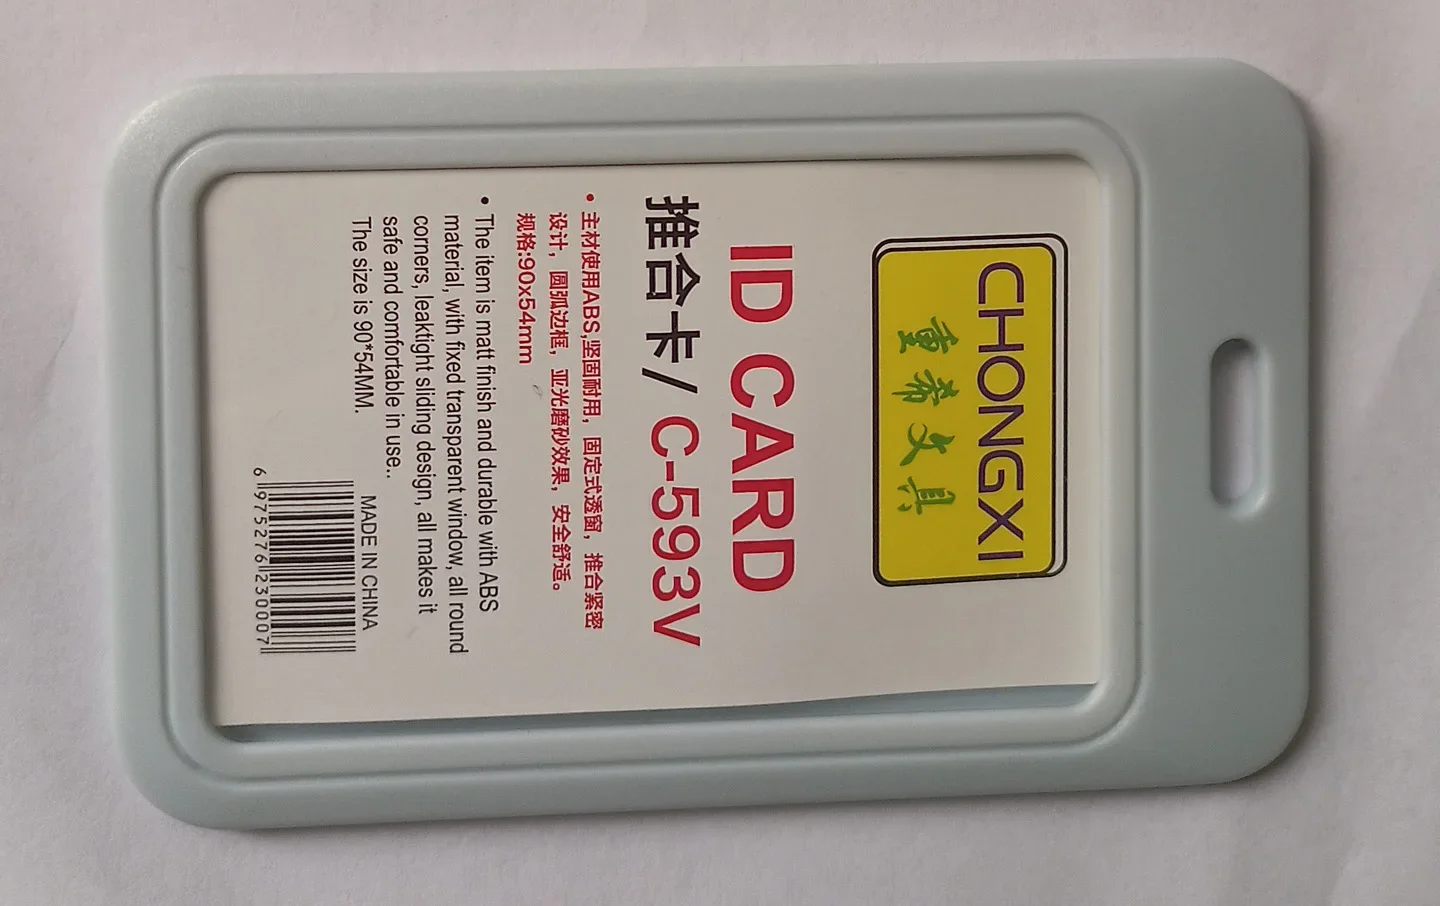 CHONGXI
重希文具
ID CARD
推合卡/ C-593V
• 主材使用ABS,坚固耐用，固定式透窗，推合紧密
设计，圆弧边框，亚光磨砂效果，安全舒适。
规格:90x54mm
• The item is matt finish and durable with ABS
material, with fixed transparent window, all round
corners, leaktight sliding design, all makes it
safe and comfortable in use..
The size is 90*54MM.
MADE IN CHINA
6 975276 230007